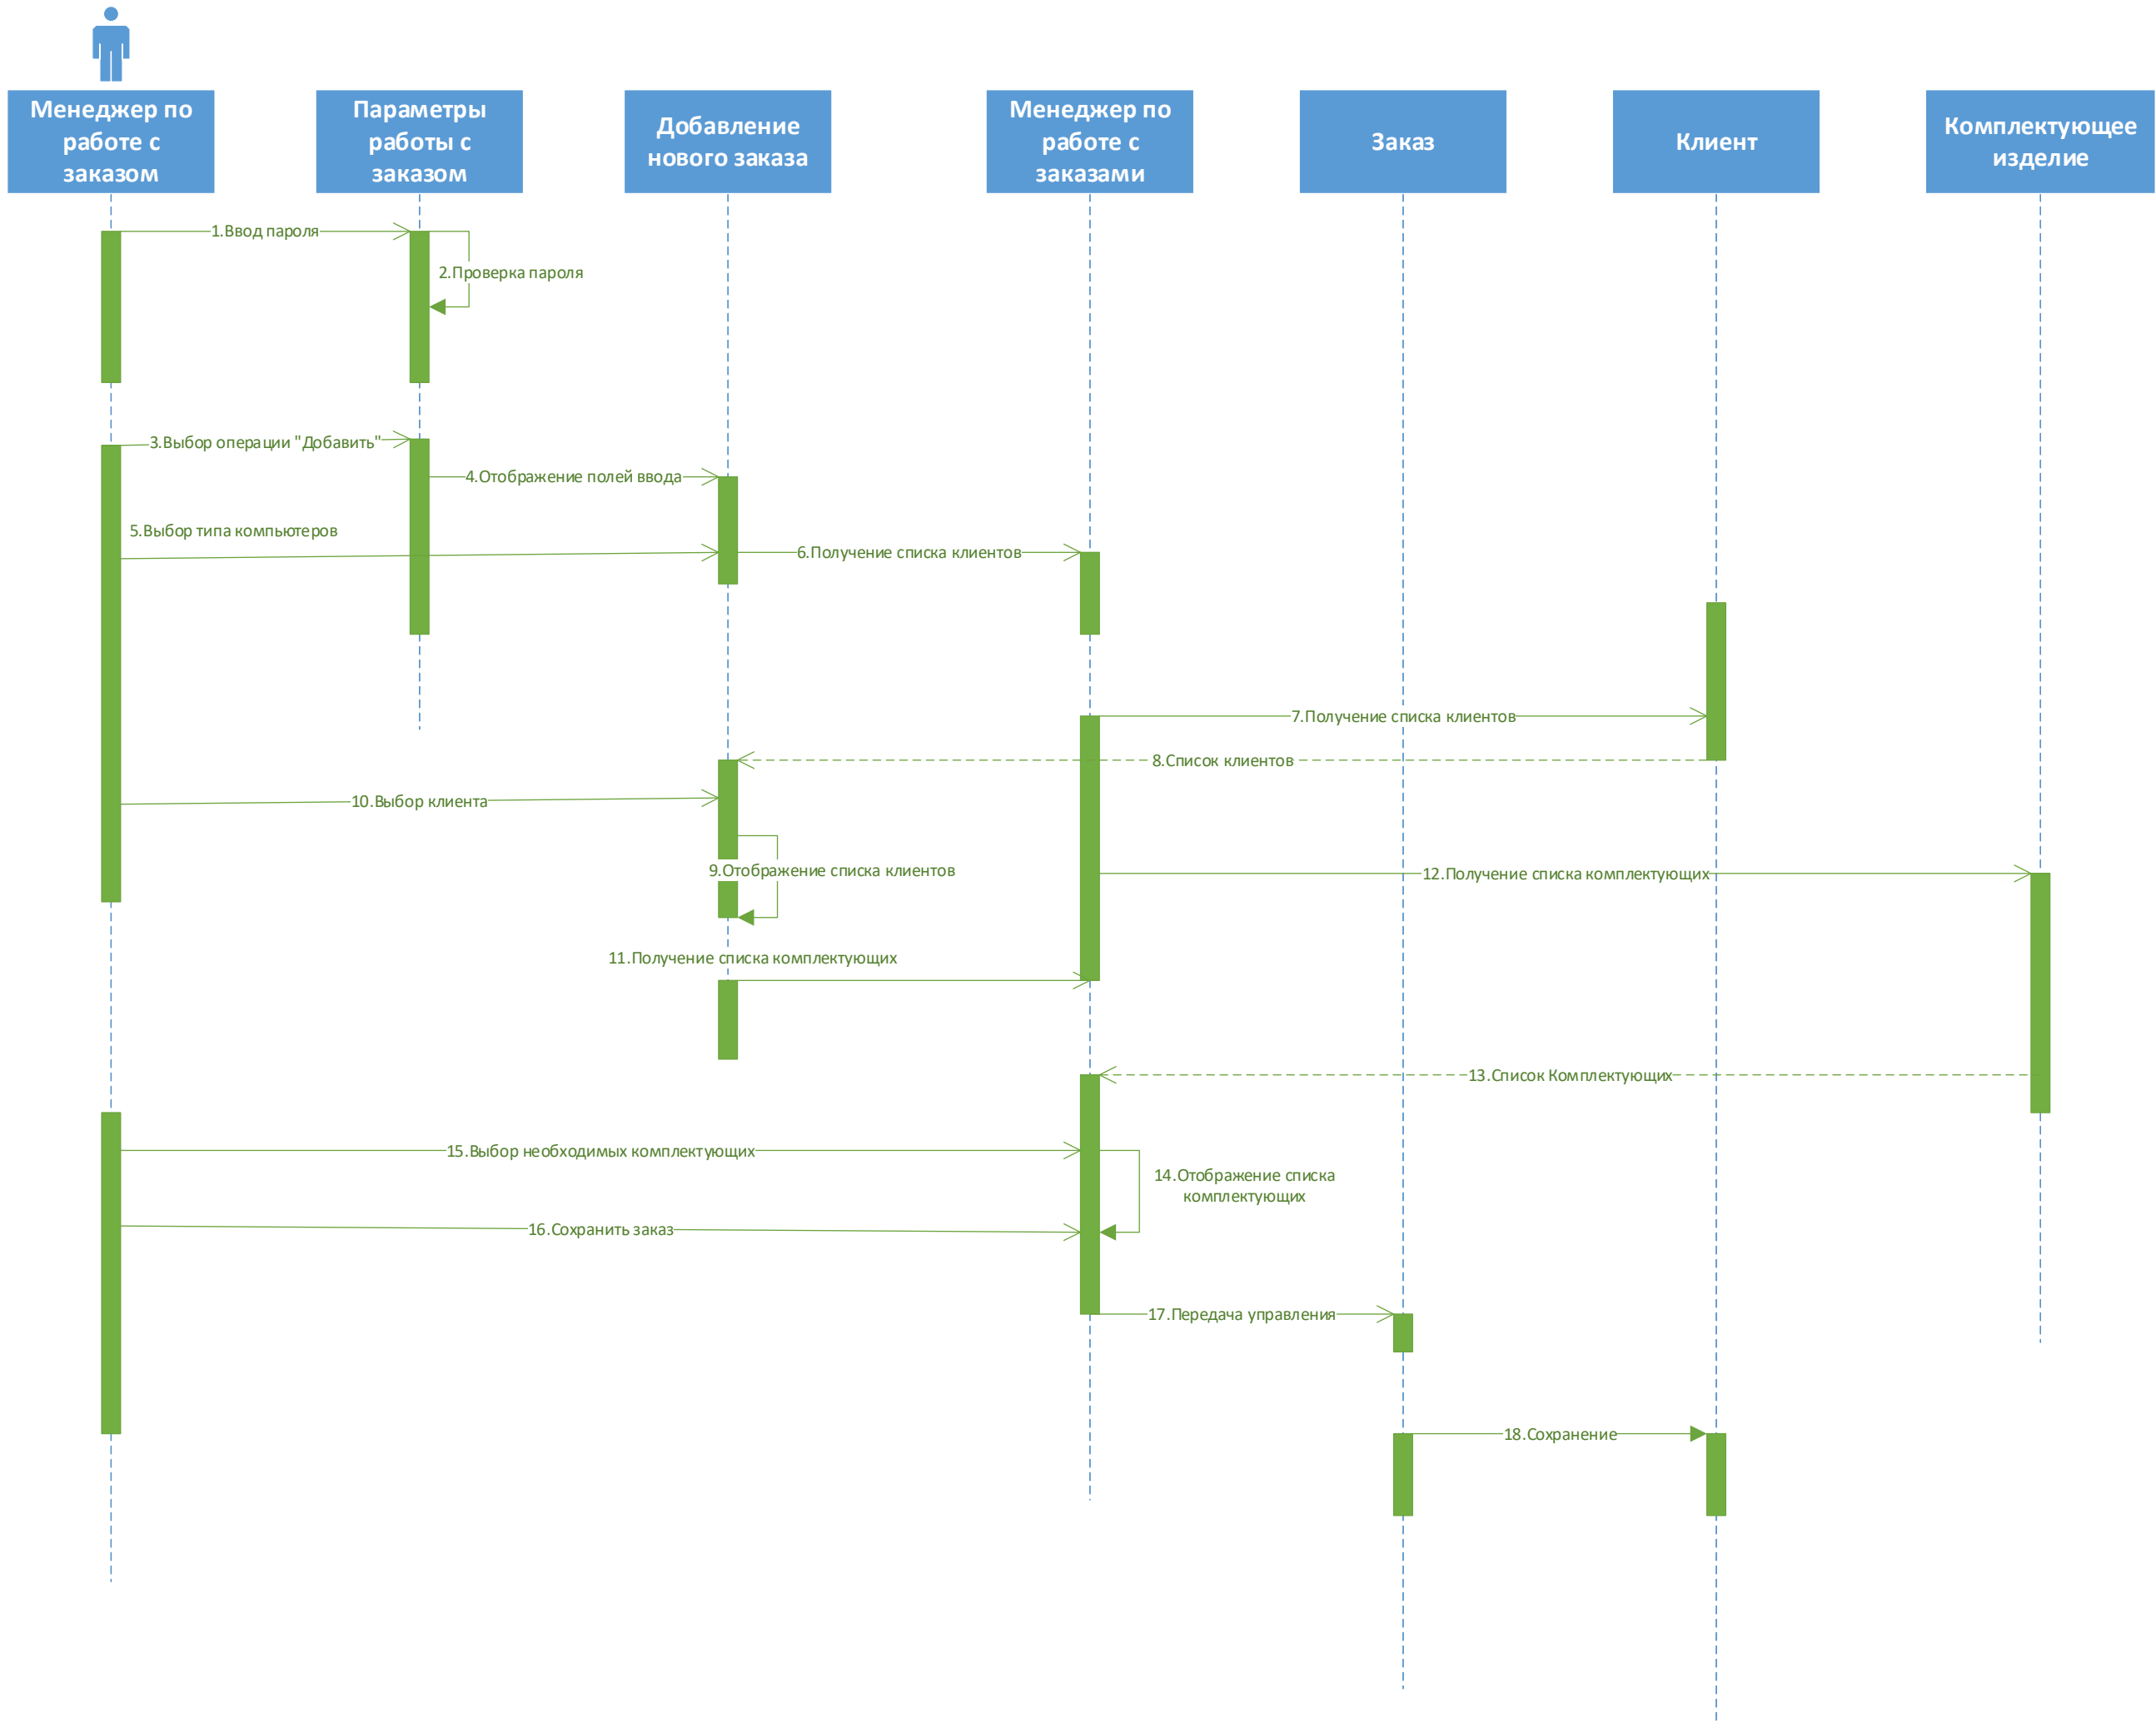 Менеджер по
работе с
заказом
Параметры
работы с
заказом
Добавление
нового заказа
Менеджер по
работе с
заказами
Заказ
Клиент
Комплектующее
изделие
1.Ввод пароля
2.Проверка пароля
3.Выбор операции "Добавить"
4.Отображение полей ввода
5.Выбор типа компьютеров
6.Получение списка клиентов
7.Получение списка клиентов
8.Список клиентов
10.Выбор клиента
9.Отображение списка клиентов
12.Получение списка комплектующих
11.Получение списка комплектующих
13.Список Комплектующих
15.Выбор необходимых комплектующих
14.Отображение списка
комплектующих
16.Сохранить заказ
17.Передача управления
18.Сохранение